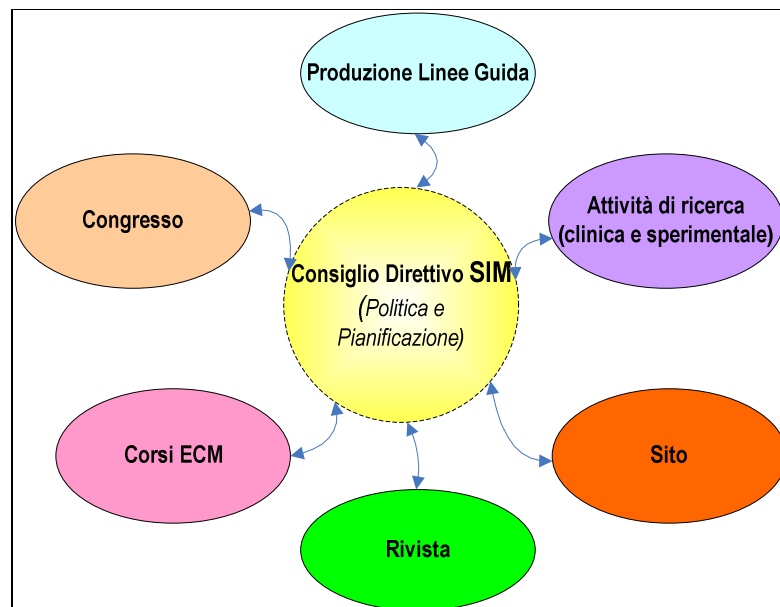 Produzione Linee Guida
Congresso
Attività di ricerca
(clinica e sperimentale)
Consiglio Direttivo SIM
(Politica e
Pianificazione)
Corsi ECM
Sito
Rivista